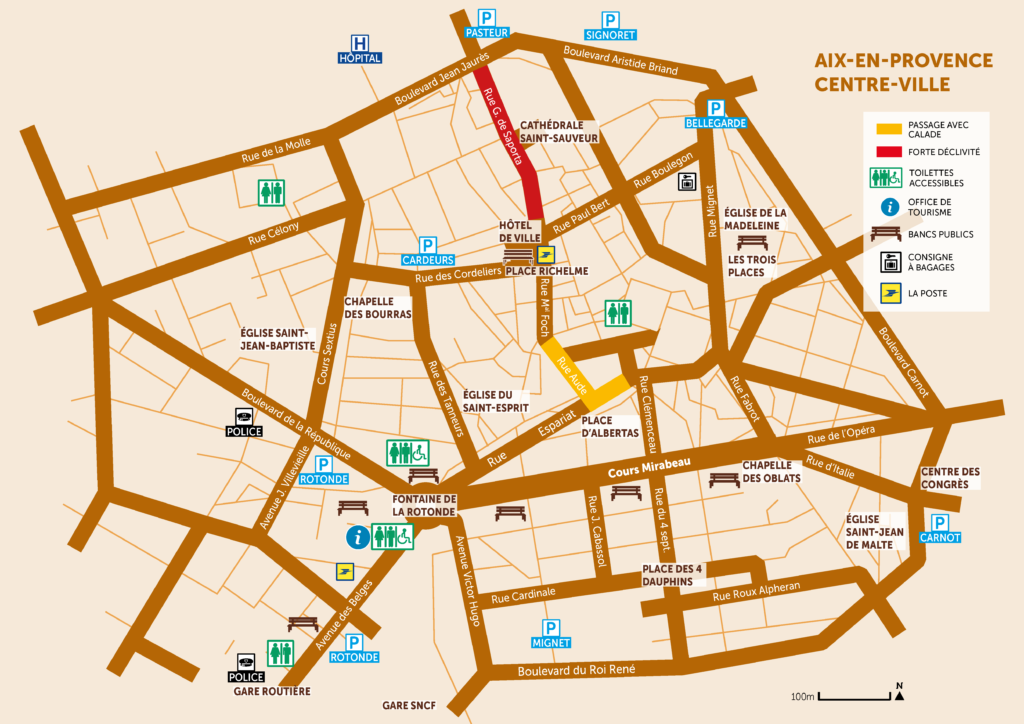 P
PASTEUR
P
SIGNORET
H
HÔPITAL
Boulevard Jean Jaurès
Boulevard Aristide Briand
AIX-EN-PROVENCE
CENTRE-VILLE
P
BELLEGARDE
PASSAGE AVEC
CALADE
FORTE DÉCLIVITÉ
TOILETTES
ACCESSIBLES
i
OFFICE DE
TOURISME
BANCS PUBLICS
CONSIGNE
À BAGAGES
LA POSTE
Rue G. de Saporta
CATHÉDRALE
SAINT-SAUVEUR
Rue de la Molle
Rue Boulegon
Rue Paul Bert
Rue Mignet
ÉGLISE DE LA
MADELEINE
LES TROIS
PLACES
Rue Célony
HÔTEL
DE VILLE
P
CARDEURS
Rue des Cordeliers
PLACE RICHELME
Rue Mal Foch
CHAPELLE
DES BOURRAS
ÉGLISE SAINT-
JEAN-BAPTISTE
Cours Sextius
Boulevard Carnot
Rue Aude
Rue des Tanneurs
Rue Clémenceau
Rue Fabrot
ÉGLISE DU
SAINT-ESPRIT
Boulevard de la République
POLICE
Rue Espariat
PLACE
D'ALBERTAS
Rue de l'Opéra
Cours Mirabeau
Rue d'Italie
CHAPELLE
DES OBLATS
CENTRE DES
CONGRÈS
P
ROTONDE
Avenue J. Villevieille
FONTAINE DE
LA ROTONDE
i
Rue J. Cabassol
Rue du 4 sept.
ÉGLISE
SAINT-JEAN
DE MALTE
P
CARNOT
Avenue Victor Hugo
PLACE DES 4
DAUPHINS
Rue Cardinale
Rue Roux Alpheran
Avenue des Belges
P
ROTONDE
P
MIGNET
Boulevard du Roi René
POLICE
GARE ROUTIÈRE
GARE SNCF
100m
N